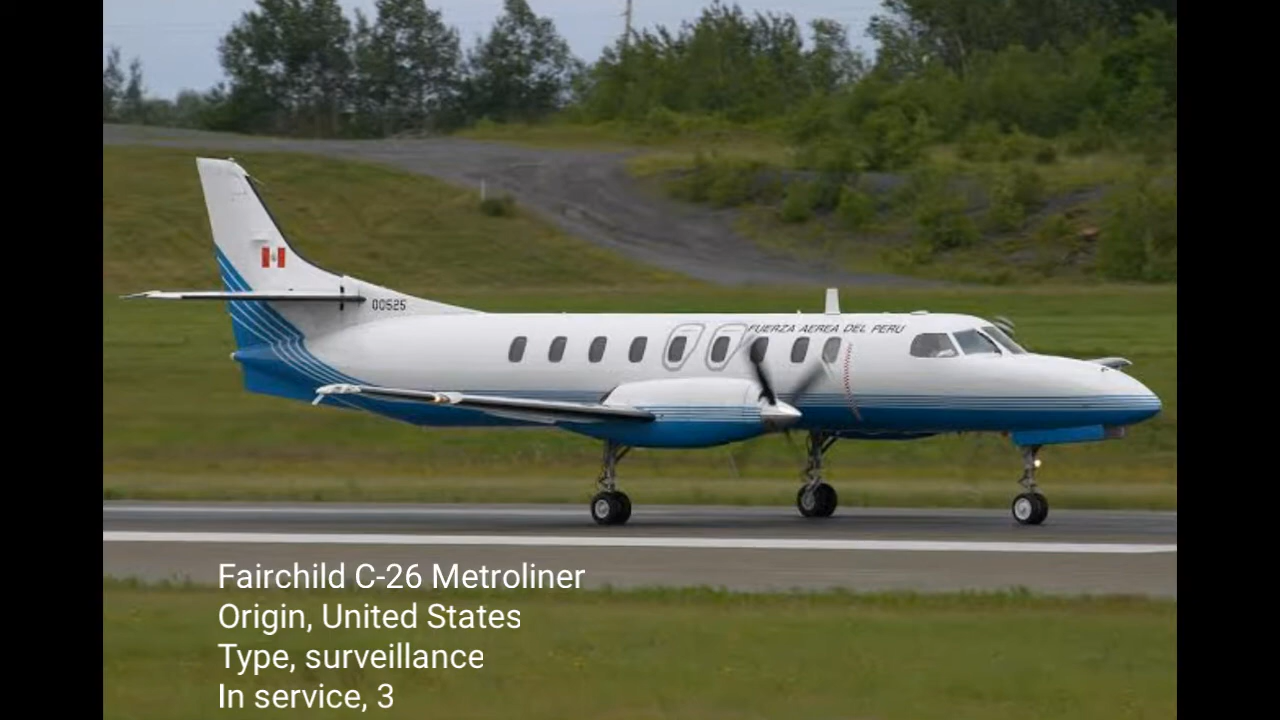 00525
FUERZA AEREA DEL PERU
Fairchild C-26 Metroliner
Origin, United States
Type, surveillance
In service, 3